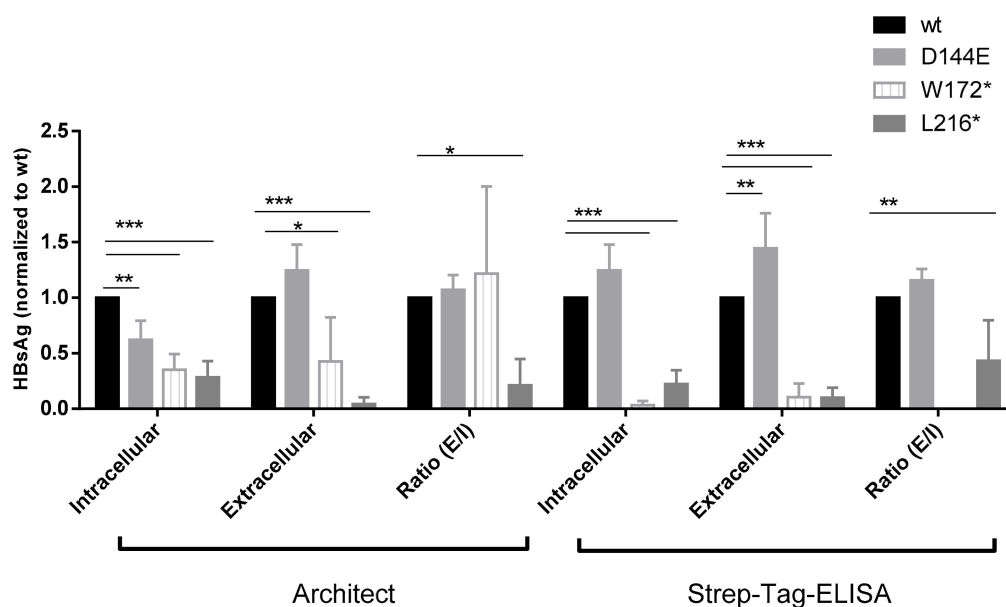 wt
D144E
W172*
L216*
HBsAg (normalized to wt)
2.5
2.0
1.5
1.0
0.5
0.0
***
**
***
*
*
***
***
**
**
Intracellular
Extracellular
Ratio (E/I)
Intracellular
Extracellular
Ratio (E/I)
Architect
Strep-Tag-ELISA